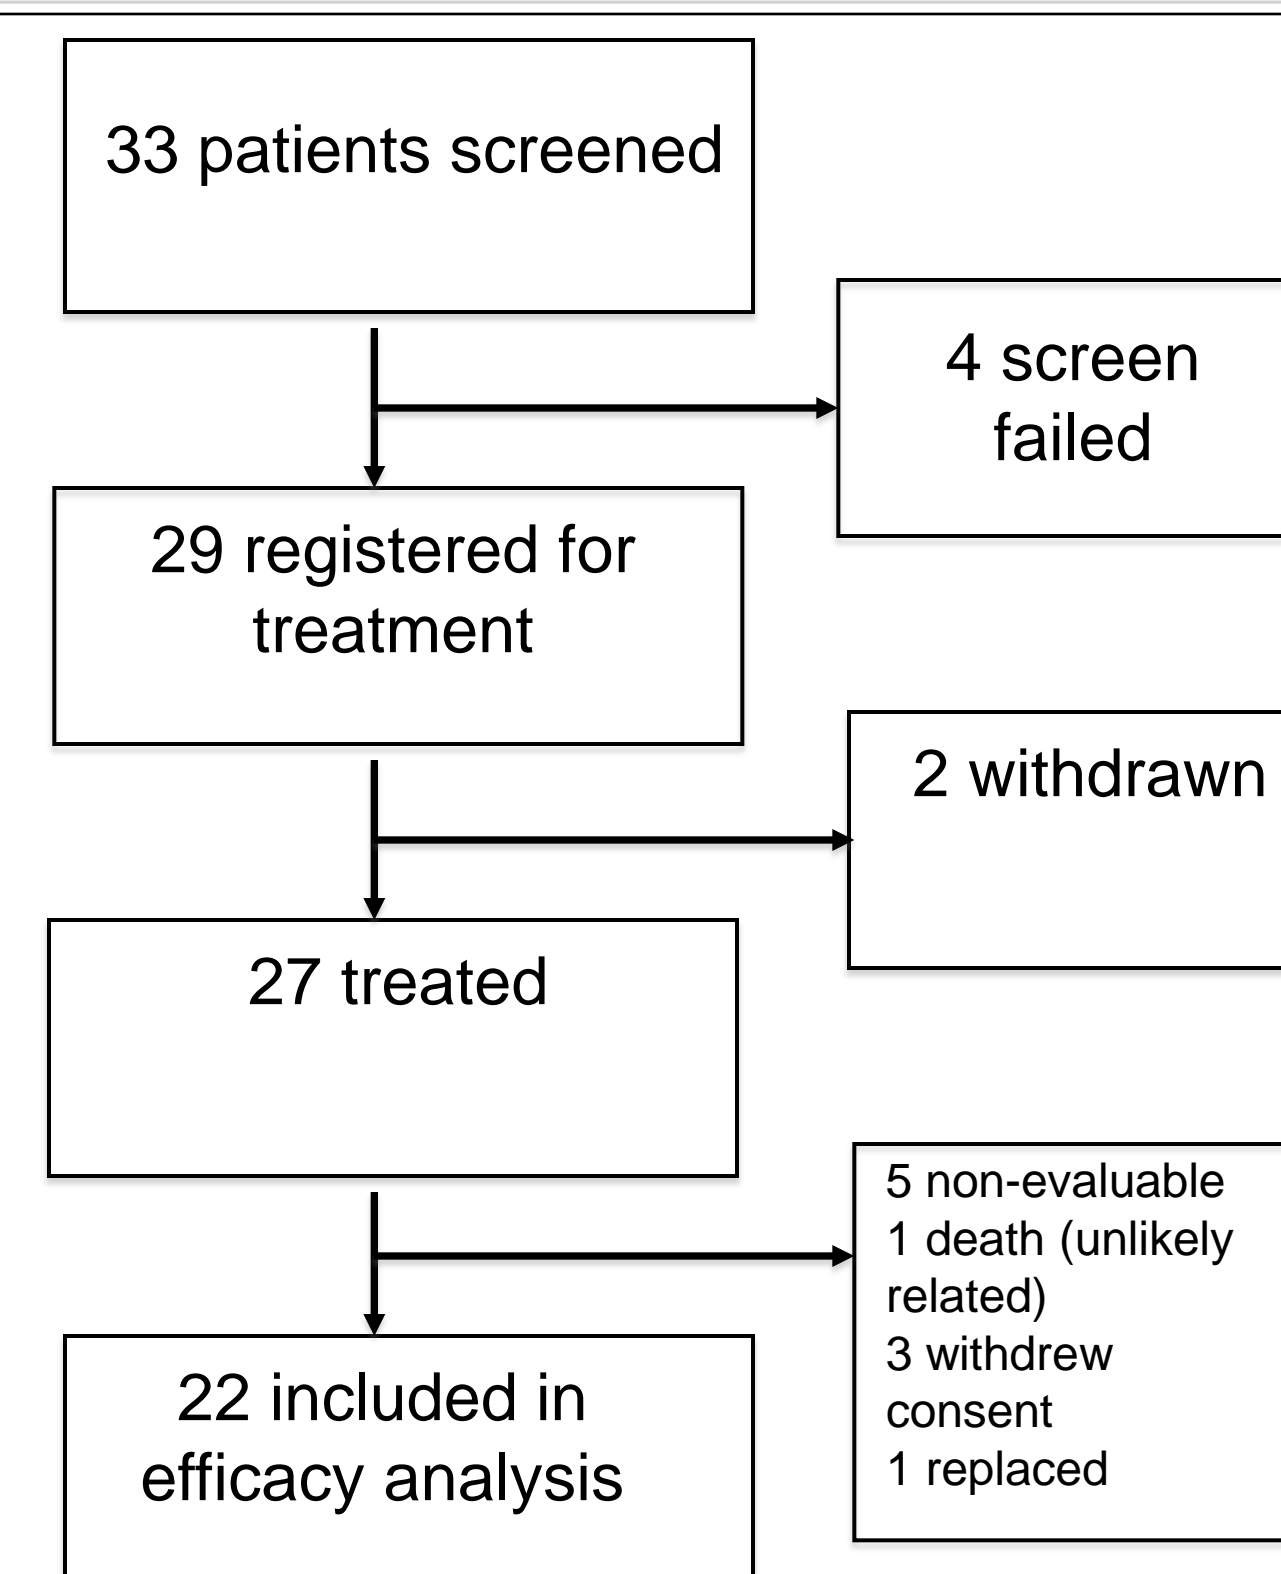 33 patients screened
4 screen
failed
29 registered for
treatment
2 withdrawn
27 treated
5 non-evaluable
1 death (unlikely
related)
3 withdrew
consent
1 replaced
22 included in
efficacy analysis